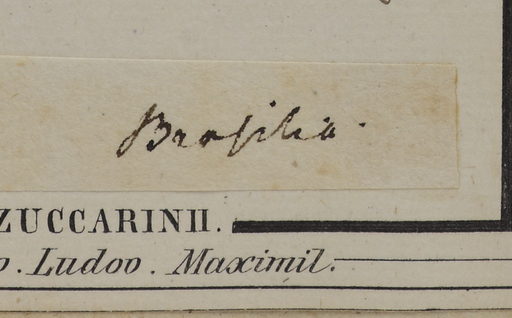 Brasilia.
ZUCCARINII.
. Ludov. Maximil.